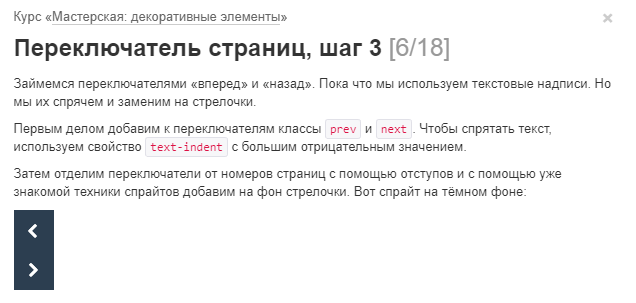 Курс «Мастерская: декоративные элементы»
Переключатель страниц, шаг 3 [6/18]
Займемся переключателями «вперед» и «назад». Пока что мы используем текстовые надписи. Но
мы их спрячем и заменим на стрелочки.
Первым делом добавим к переключателям классы prev и next. Чтобы спрятать текст,
используем свойство text-indent с большим отрицательным значением.
Затем отделим переключатели от номеров страниц с помощью отступов и с помощью уже
знакомой техники спрайтов добавим на фон стрелочки. Вот спрайт на тёмном фоне: